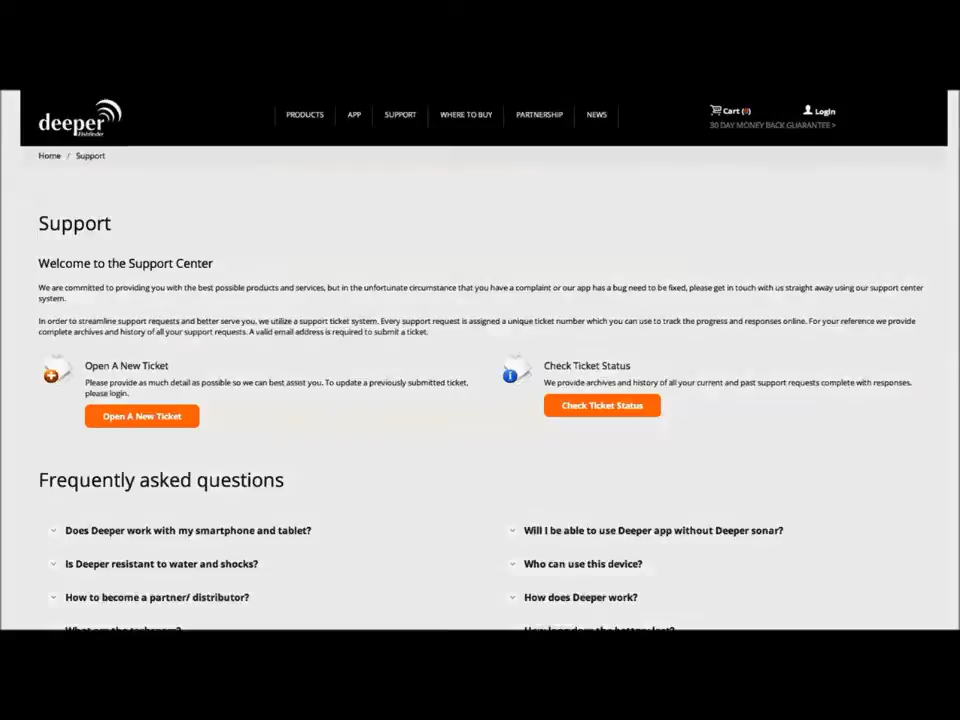 deeper
Fishfinder
PRODUCTS
APP
SUPPORT
WHERE TO BUY
PARTNERSHIP
NEWS
Cart (0)
Login
30 DAY MONEY BACK GUARANTEE >
Home / Support
Support
Welcome to the Support Center
We are committed to providing you with the best possible products and services, but in the unfortunate circumstance that you have a complaint or our app has a bug need to be fixed, please get in touch with us straight away using our support center
system.
In order to streamline support requests and better serve you, we utilize a support ticket system. Every support request is assigned a unique ticket number which you can use to track the progress and responses online. For your reference we provide
complete archives and history of all your support requests. A valid email address is required to submit a ticket.
Open A New Ticket
Please provide as much detail as possible so we can best assist you. To update a previously submitted ticket,
please login.
Open A New Ticket
Check Ticket Status
We provide archives and history of all your current and past support requests complete with responses.
Check Ticket Status
Frequently asked questions
Does Deeper work with my smartphone and tablet?
Will I be able to use Deeper app without Deeper sonar?
Is Deeper resistant to water and shocks?
Who can use this device?
How to become a partner/ distributor?
How does Deeper work?